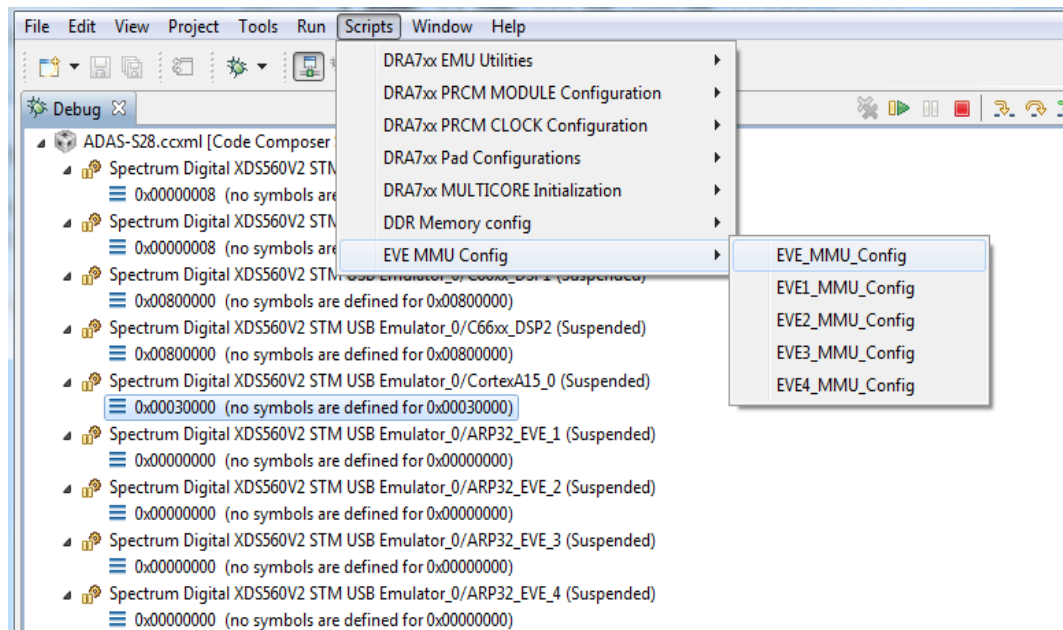 File Edit View Project Tools Run Scripts Window Help
DRA7xx EMU Utilities
DRA7xx PRCM MODULE Configuration
DRA7xx PRCM CLOCK Configuration
DRA7xx Pad Configurations
DRA7xx MULTICORE Initialization
DDR Memory config
EVE MMU Config
EVE_MMU_Config
EVE1_MMU_Config
EVE2_MMU_Config
EVE3_MMU_Config
EVE4_MMU_Config
Debug
ADAS-S28.ccxml [Code Composer
Spectrum Digital XDS560V2 STM
0x00000008 (no symbols are
Spectrum Digital XDS560V2 STM
0x00000008 (no symbols are
Spectrum Digital XDS560V2 STM USB Emulator_0/C66xx_DSP1 (Suspended)
0x00800000 (no symbols are defined for 0x00800000)
Spectrum Digital XDS560V2 STM USB Emulator_0/C66xx_DSP2 (Suspended)
0x00800000 (no symbols are defined for 0x00800000)
Spectrum Digital XDS560V2 STM USB Emulator_0/CortexA15_0 (Suspended)
0x00030000 (no symbols are defined for 0x00030000)
Spectrum Digital XDS560V2 STM USB Emulator_0/ARP32_EVE_1 (Suspended)
0x00000000 (no symbols are defined for 0x00000000)
Spectrum Digital XDS560V2 STM USB Emulator_0/ARP32_EVE_2 (Suspended)
0x00000000 (no symbols are defined for 0x00000000)
Spectrum Digital XDS560V2 STM USB Emulator_0/ARP32_EVE_3 (Suspended)
0x00000000 (no symbols are defined for 0x00000000)
Spectrum Digital XDS560V2 STM USB Emulator_0/ARP32_EVE_4 (Suspended)
0x00000000 (no symbols are defined for 0x00000000)